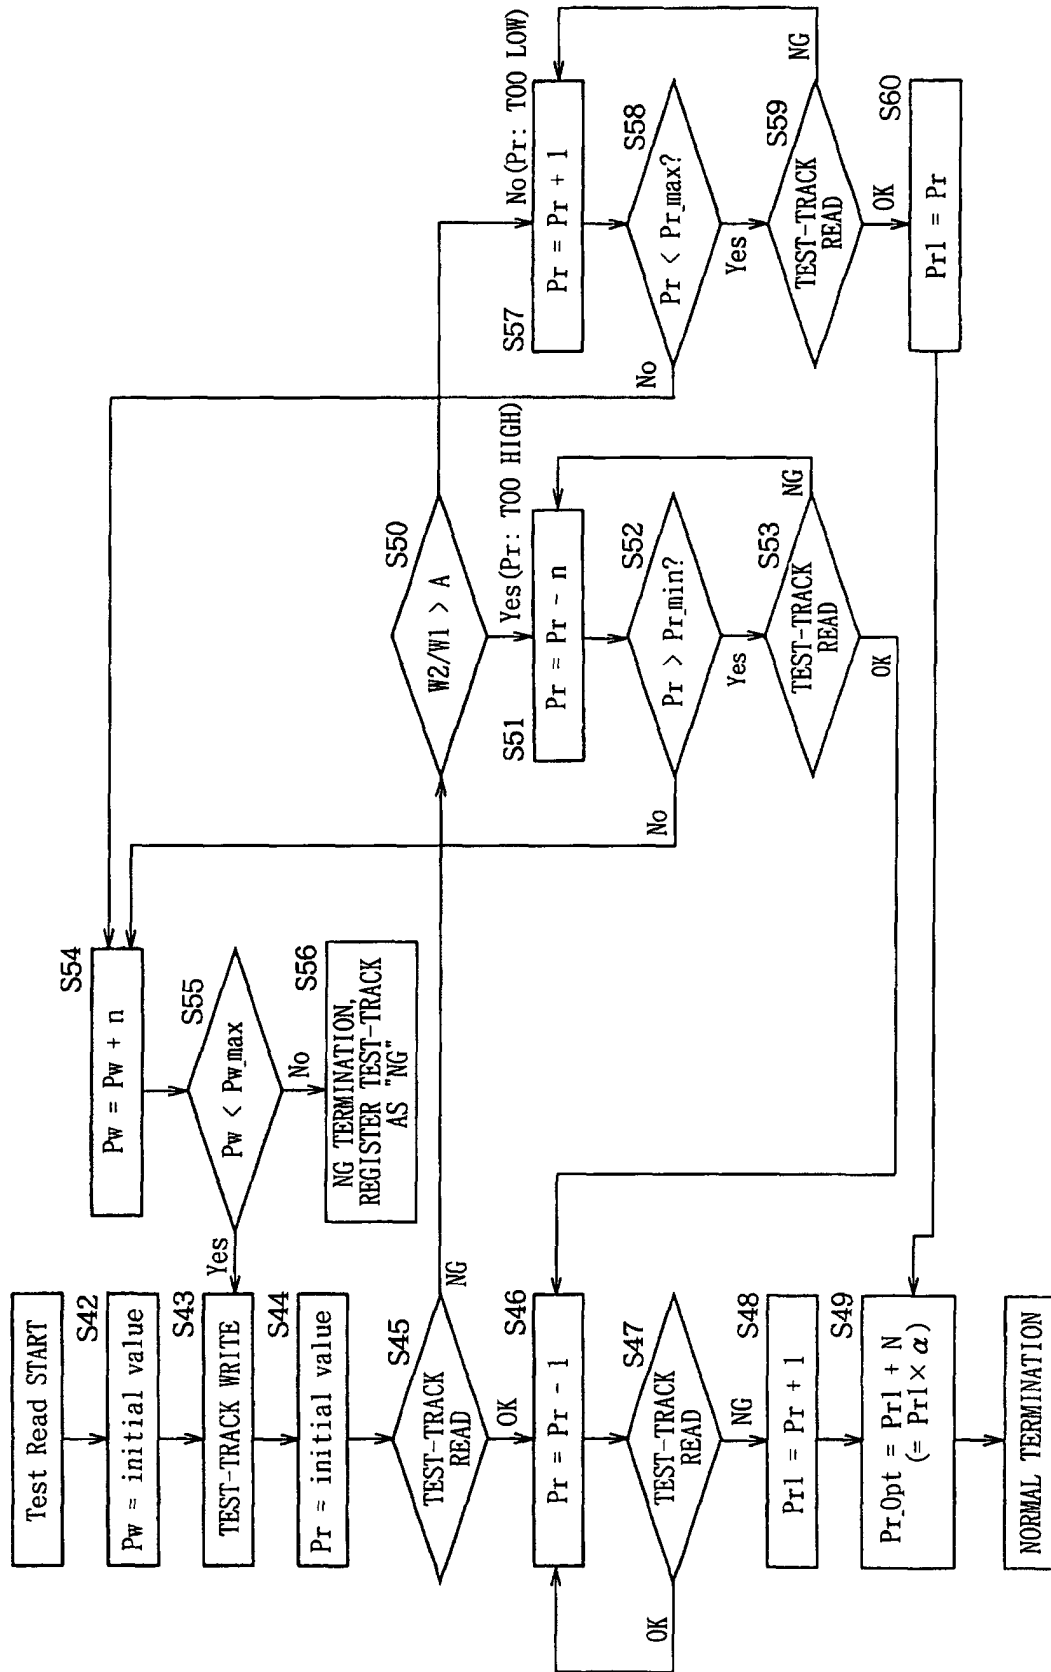 Test Read START
S42
Pw = initial value
S43
TEST-TRACK WRITE
S44
Pr = initial value
S45
TEST-TRACK
READ
NG
OK
S46
Pr = Pr - 1
S47
TEST-TRACK
READ
OK
NG
S48
Pr1 = Pr + 1
S49
Pr_Opt = Pr1 + N
(= Pr1 × α)
NORMAL TERMINATION
S54
Pw = Pw + n
S55
Pw < Pw_max
Yes
No
S56
NG TERMINATION,
REGISTER TEST-TRACK
AS "NG"
S50
W2/W1 > A
Yes(Pr: TOO HIGH)
S51
Pr = Pr - n
S52
Pr > Pr_min?
No
Yes
S53
TEST-TRACK
READ
NG
OK
No(Pr: TOO LOW)
S57
Pr = Pr + 1
S58
Pr < Pr_max?
No
Yes
S59
TEST-TRACK
READ
NG
OK
S60
Pr1 = Pr